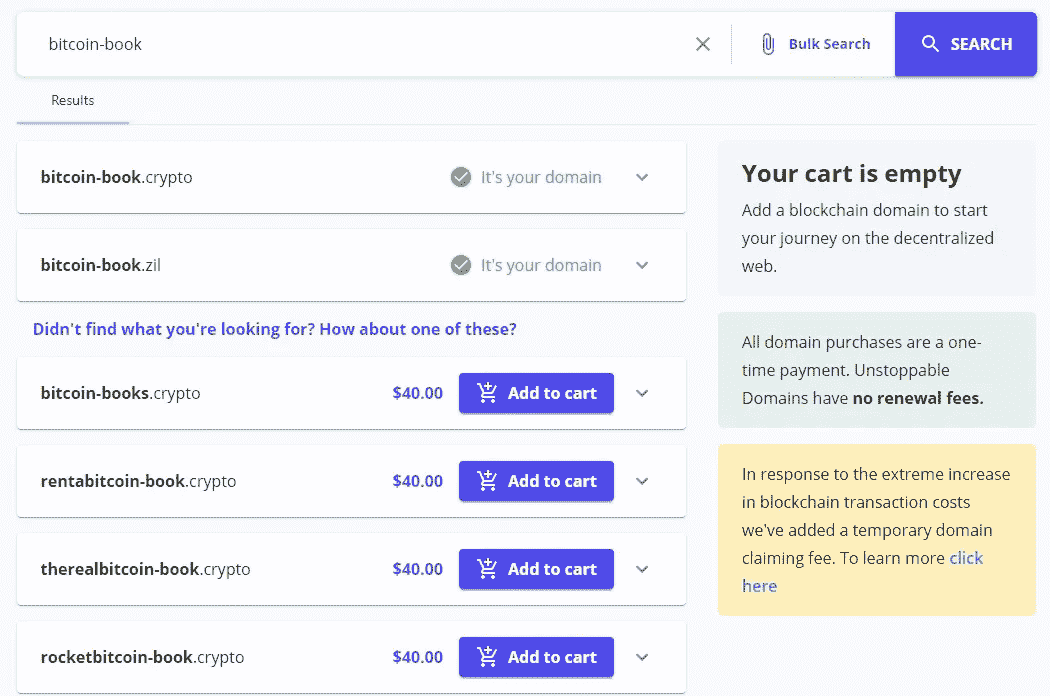 bitcoin-book
Bulk Search
SEARCH
Results
bitcoin-book.crypto
It's your domain
bitcoin-book.zil
It's your domain
Didn't find what you're looking for? How about one of these?
bitcoin-books.crypto
$40.00
Add to cart
rentabitcoin-book.crypto
$40.00
Add to cart
therealbitcoin-book.crypto
$40.00
Add to cart
rocketbitcoin-book.crypto
$40.00
Add to cart
Your cart is empty
Add a blockchain domain to start
your journey on the decentralized
web.
All domain purchases are a one-
time payment. Unstoppable
Domains have no renewal fees.
In response to the extreme increase
in blockchain transaction costs
we've added a temporary domain
claiming fee. To learn more click
here